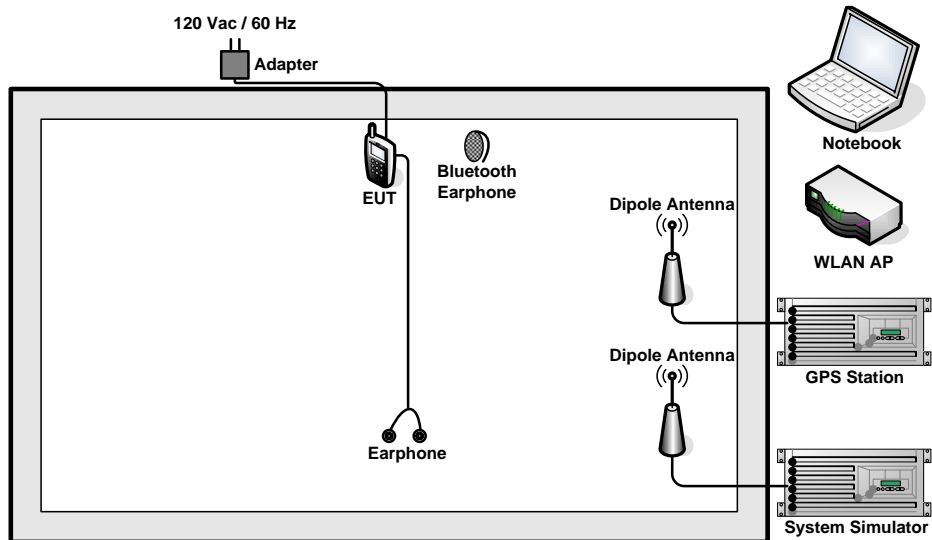 120 Vac / 60 Hz
Adapter
Notebook
EUT
Bluetooth
Earphone
Dipole Antenna
WLAN AP
GPS Station
Dipole Antenna
Earphone
System Simulator